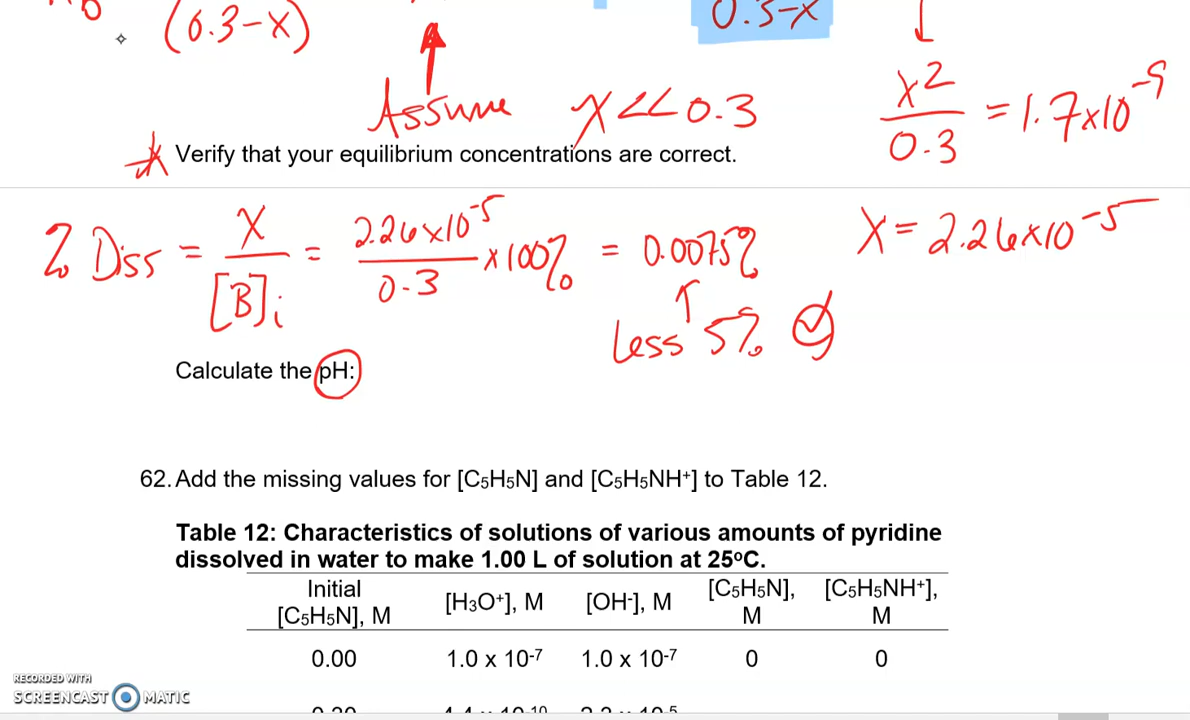 (0.3-x)
0.3-x
Assume x<<0.3
x2/0.3 = 1.7x10-9
Verify that your equilibrium concentrations are correct.
% Diss = x/[B]i = 2.26x10-5/0.3 x100% = 0.0075%
x = 2.26x10-5
Less 5%
Calculate the pH:
62. Add the missing values for [C5H5N] and [C5H5NH+] to Table 12.
Table 12: Characteristics of solutions of various amounts of pyridine
dissolved in water to make 1.00 L of solution at 25oC.
Initial [C5H5N], M [H3O+], M [OH-], M [C5H5N], M [C5H5NH+], M
0.00 1.0 x 10-7 1.0 x 10-7 0 0
RECORDED WITH
SCREENCAST MATIC